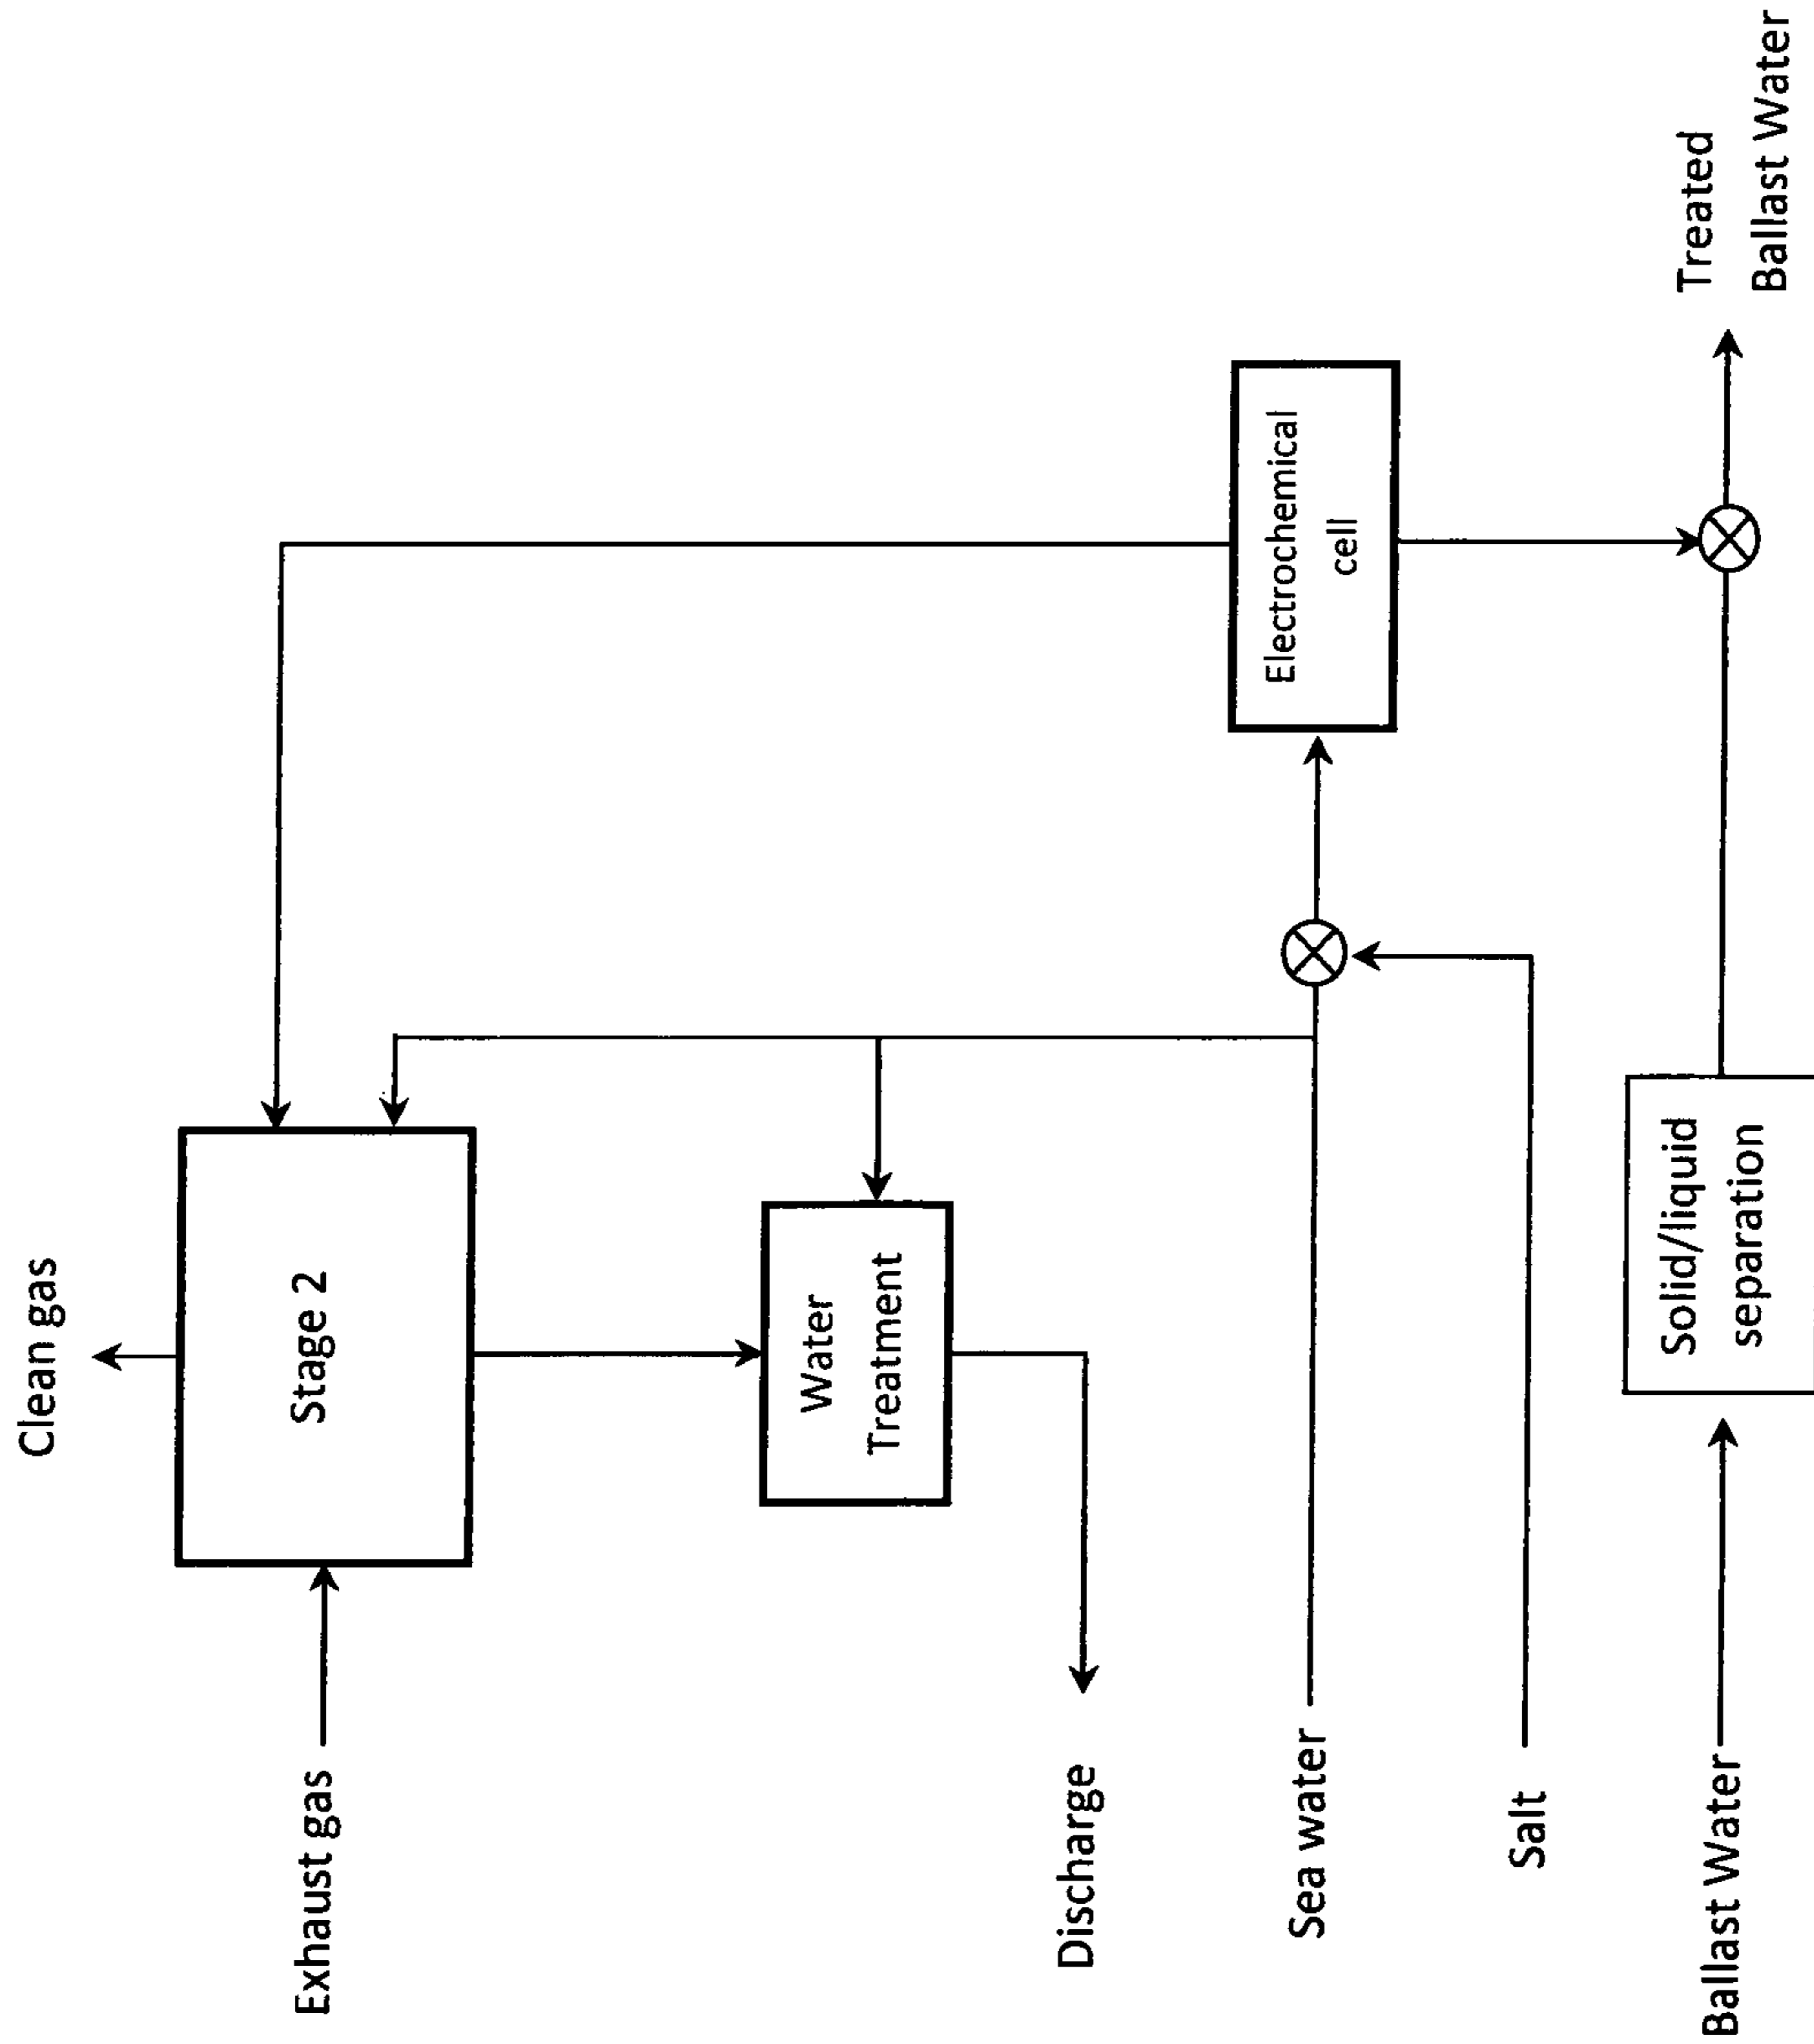 Clean gas
Exhaust gas
Stage 2
Water
Treatment
Discharge
Electrochemical
cell
Sea water
Salt
Ballast Water
Solid/liquid
separation
Treated
Ballast Water